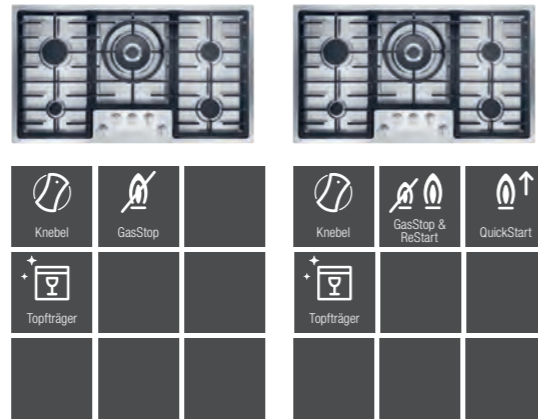 Knebel
GasStop
Knebel
GasStop &
ReStart
QuickStart
Topfträger
Topfträger